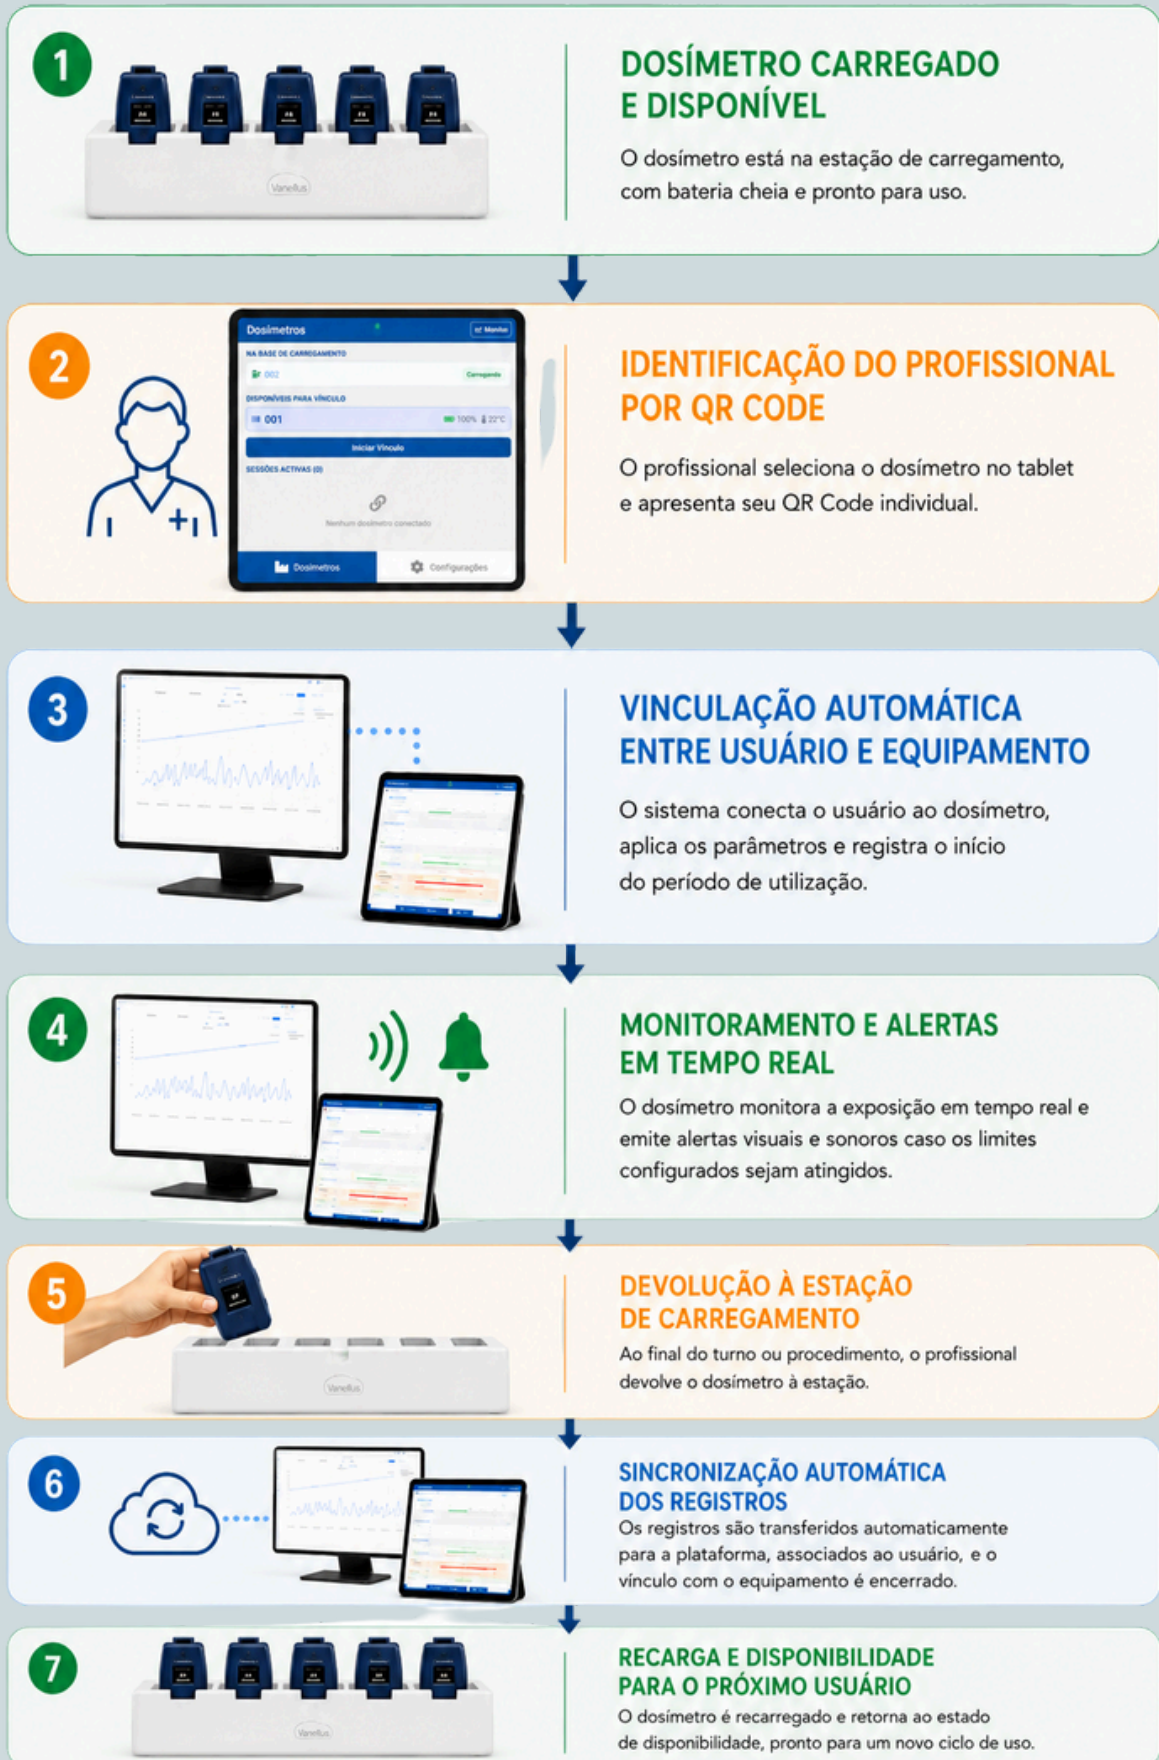 1
Vanellus
DOSÍMETRO CARREGADO
E DISPONÍVEL
O dosímetro está na estação de carregamento,
com bateria cheia e pronto para uso.
2
Dosímetros
NA BASE DE CARREGAMENTO
002
Carregando
DISPONÍVEIS PARA VÍNCULO
001
100%
22°C
Iniciar Vínculo
SESSÕES ACTIVAS (0)
Nenhum dosímetro conectado
Dosímetros
Configurações
IDENTIFICAÇÃO DO PROFISSIONAL
POR QR CODE
O profissional seleciona o dosímetro no tablet
e apresenta seu QR Code individual.
3
VINCULAÇÃO AUTOMÁTICA
ENTRE USUÁRIO E EQUIPAMENTO
O sistema conecta o usuário ao dosímetro,
aplica os parâmetros e registra o início
do período de utilização.
4
MONITORAMENTO E ALERTAS
EM TEMPO REAL
O dosímetro monitora a exposição em tempo real e
emite alertas visuais e sonoros caso os limites
configurados sejam atingidos.
5
Vanellus
DEVOLUÇÃO À ESTAÇÃO
DE CARREGAMENTO
Ao final do turno ou procedimento, o profissional
devolve o dosímetro à estação.
6
SINCRONIZAÇÃO AUTOMÁTICA
DOS REGISTROS
Os registros são transferidos automaticamente
para a plataforma, associados ao usuário, e o
vínculo com o equipamento é encerrado.
7
Vanellus
RECARGA E DISPONIBILIDADE
PARA O PRÓXIMO USUÁRIO
O dosímetro é recarregado e retorna ao estado
de disponibilidade, pronto para um novo ciclo de uso.